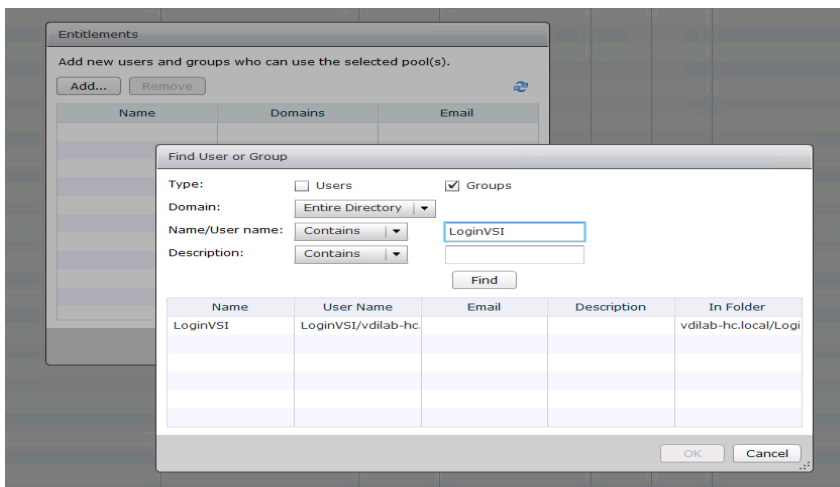 Entitlements
Add new users and groups who can use the selected pool(s).
Add... Remove
Name Domains Email
Find User or Group
Type: Users Groups
Domain: Entire Directory
Name/User name: Contains LoginVSI
Description: Contains
Find
Name User Name Email Description In Folder
LoginVSI LoginVSI/vdilab-hc. vdilab-hc.local/Logi
OK Cancel